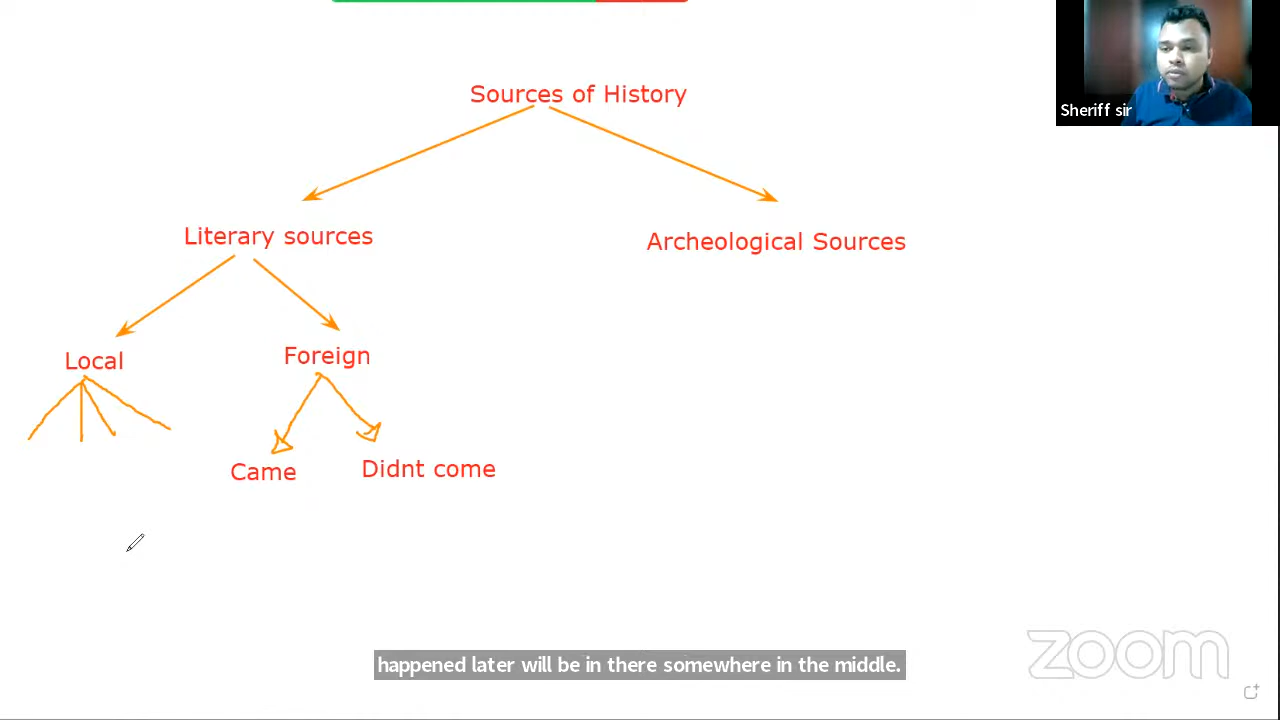 Sources of History
Sheriff sir
Literary sources
Archeological Sources
Local
Foreign
Came
Didnt come
happened later will be in there somewhere in the middle.
zoom